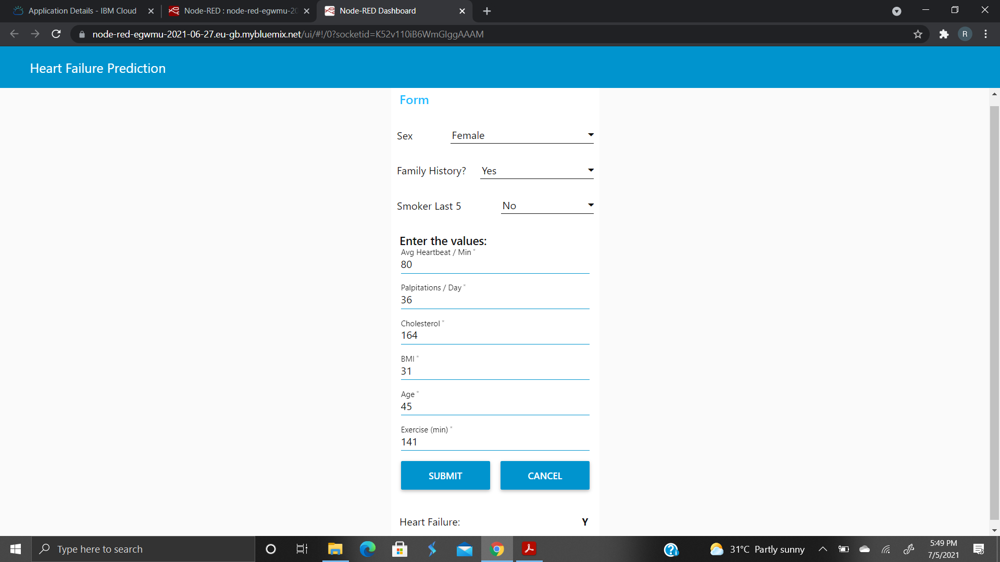 Application Details - IBM Cloud
Node-RED : node-red-egwmu-20
Node-RED Dashboard
node-red-egwmu-2021-06-27.eu-gb.mybluemix.net/ui/#!/0?socketid=K52v110iB6WmGIggAAAM
R
Heart Failure Prediction
Form
Sex Female
Family History? Yes
Smoker Last 5 No
Enter the values:
Avg Heartbeat / Min *
80
Palpitations / Day *
36
Cholesterol *
164
BMI *
31
Age *
45
Exercise (min) *
141
SUBMIT CANCEL
Heart Failure: Y
Type here to search
31°C Partly sunny
5:49 PM
7/5/2021